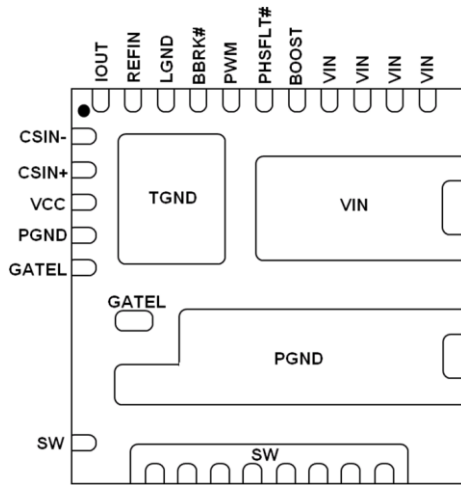 IOUT
REFIN
LGND
BBRK#
PWM
PHSFLT#
BOOST
VIN
VIN
VIN
VIN
CSIN-
CSIN+
VCC
PGND
GATEL
TGND
VIN
GATEL
PGND
SW
SW